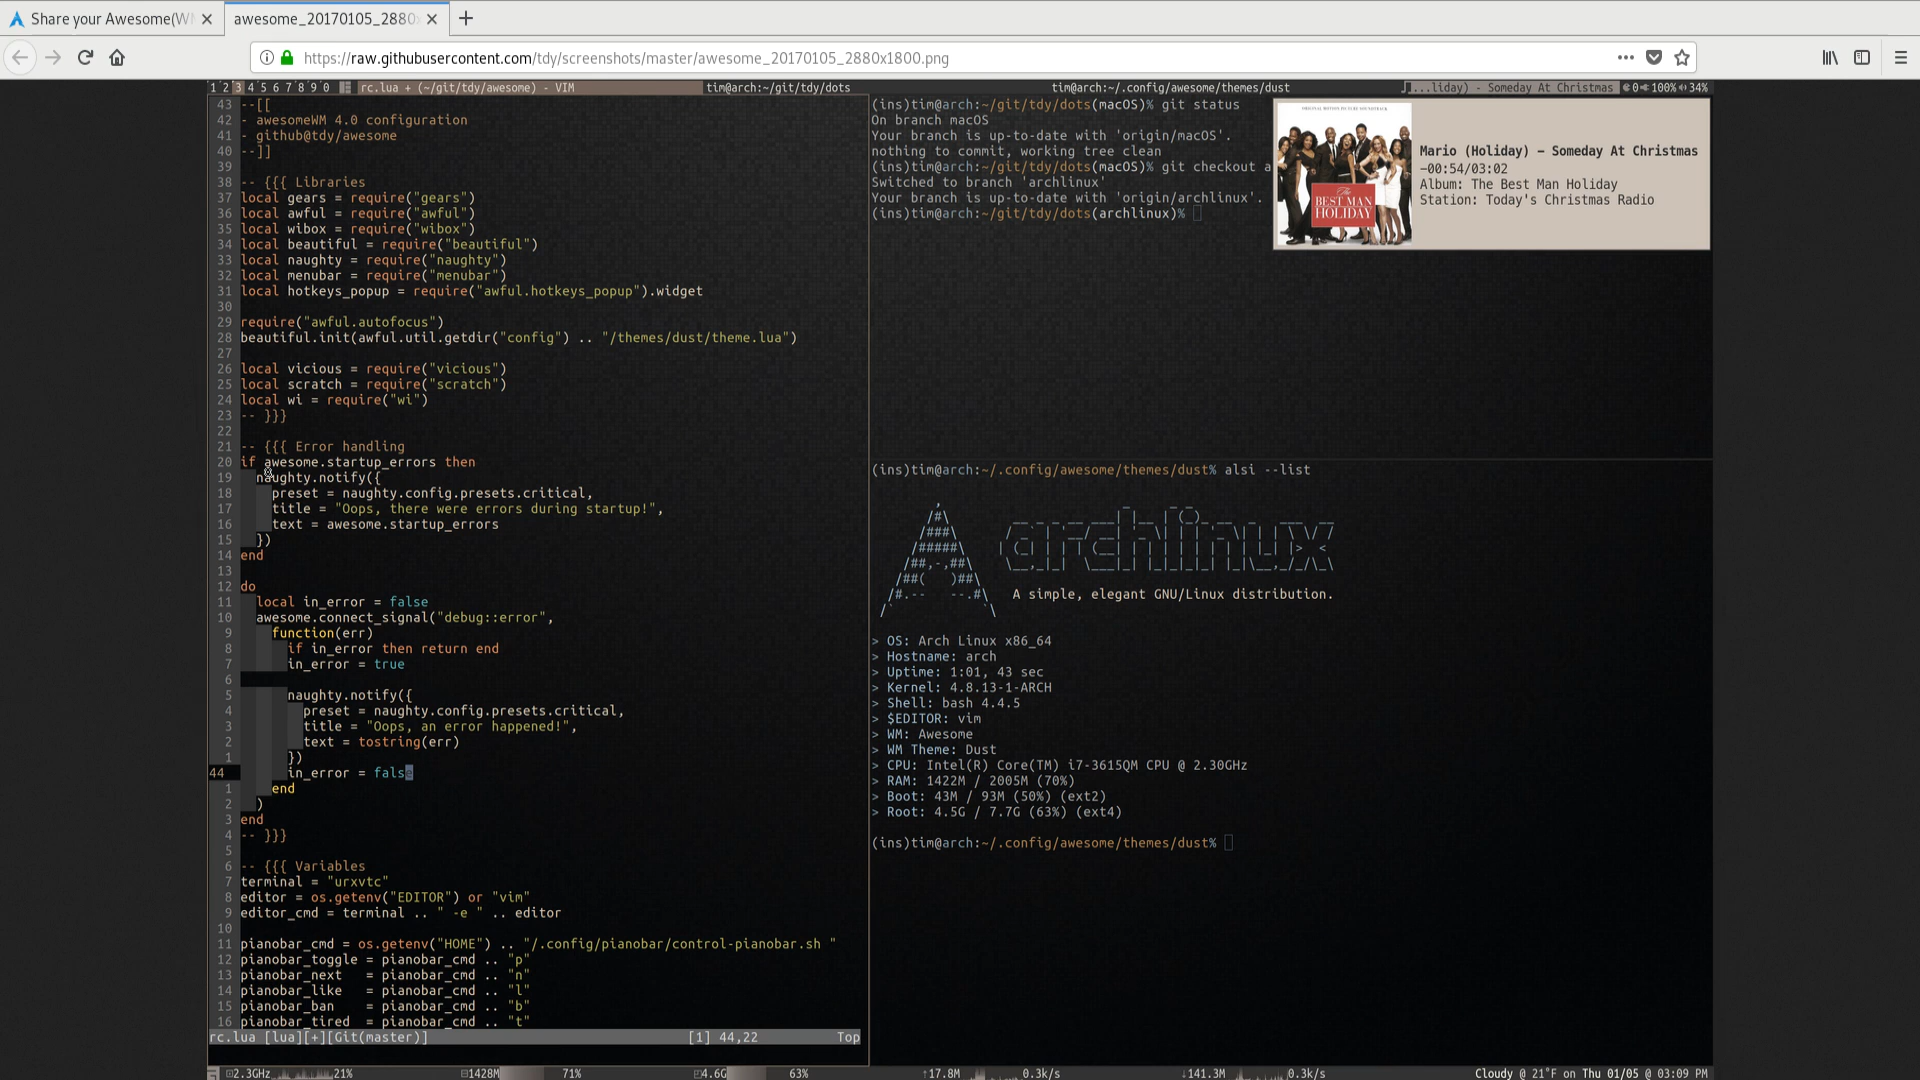 Share your Awesome(W
awesome_20170105_2880
https://raw.githubusercontent.com/tdy/screenshots/master/awesome_20170105_2880x1800.png
1 2 3 4 5 6 7 8 9 0 rc.lua + (~/git/tdy/awesome) - VIM tim@arch:~/git/tdy/dots tim@arch:~/.config/awesome/themes/dust ...liday) - Someday At Christmas 0 100% 34%
43 --[[
42 - awesomeWM 4.0 configuration
41 - github@tdy/awesome
40 --]]
39
38 -- {{{ Libraries
37 local gears = require("gears")
36 local awful = require("awful")
35 local wibox = require("wibox")
34 local beautiful = require("beautiful")
33 local naughty = require("naughty")
32 local menubar = require("menubar")
31 local hotkeys_popup = require("awful.hotkeys_popup").widget
30
29 require("awful.autofocus")
28 beautiful.init(awful.util.getdir("config") .. "/themes/dust/theme.lua")
27
26 local vicious = require("vicious")
25 local scratch = require("scratch")
24 local wi = require("wi")
23 -- }}}
22
21 -- {{{ Error handling
20 if awesome.startup_errors then
19 naughty.notify({
18 preset = naughty.config.presets.critical,
17 title = "Oops, there were errors during startup!",
16 text = awesome.startup_errors
15 })
14 end
13
12 do
11 local in_error = false
10 awesome.connect_signal("debug::error",
9 function(err)
8 if in_error then return end
7 in_error = true
6
5 naughty.notify({
4 preset = naughty.config.presets.critical,
3 title = "Oops, an error happened!",
2 text = tostring(err)
1 })
44 in_error = false
1 end
2 )
3 end
4 -- }}}
5
6 -- {{{ Variables
7 terminal = "urxvtc"
8 editor = os.getenv("EDITOR") or "vim"
9 editor_cmd = terminal .. " -e " .. editor
10
11 pianobar_cmd = os.getenv("HOME") .. "/.config/pianobar/control-pianobar.sh "
12 pianobar_toggle = pianobar_cmd .. "p"
13 pianobar_next = pianobar_cmd .. "n"
14 pianobar_like = pianobar_cmd .. "l"
15 pianobar_ban = pianobar_cmd .. "b"
16 pianobar_tired = pianobar_cmd .. "t"
rc.lua [lua][+][Git(master)] [1] 44,22 Top
(ins)tim@arch:~/git/tdy/dots(macOS)% git status
On branch macOS
Your branch is up-to-date with 'origin/macOS'.
nothing to commit, working tree clean
(ins)tim@arch:~/git/tdy/dots(macOS)% git checkout a
Switched to branch 'archlinux'
Your branch is up-to-date with 'origin/archlinux'.
(ins)tim@arch:~/git/tdy/dots(archlinux)%
ORIGINAL MOTION PICTURE SOUNDTRACK
The
BEST MAN
HOLIDAY
Mario (Holiday) – Someday At Christmas
−00:54/03:02
Album: The Best Man Holiday
Station: Today's Christmas Radio
(ins)tim@arch:~/.config/awesome/themes/dust% alsi --list
archlinux
A simple, elegant GNU/Linux distribution.
> OS: Arch Linux x86_64
> Hostname: arch
> Uptime: 1:01, 43 sec
> Kernel: 4.8.13-1-ARCH
> Shell: bash 4.4.5
> $EDITOR: vim
> WM: Awesome
> WM Theme: Dust
> CPU: Intel(R) Core(TM) i7-3615QM CPU @ 2.30GHz
> RAM: 1422M / 2005M (70%)
> Boot: 43M / 93M (50%) (ext2)
> Root: 4.5G / 7.7G (63%) (ext4)
(ins)tim@arch:~/.config/awesome/themes/dust%
2.3GHz 21% 1428M 71% 4.6G 63% ↑17.8M 0.3k/s ↓141.3M 0.3k/s Cloudy @ 21°F on Thu 01/05 @ 03:09 PM